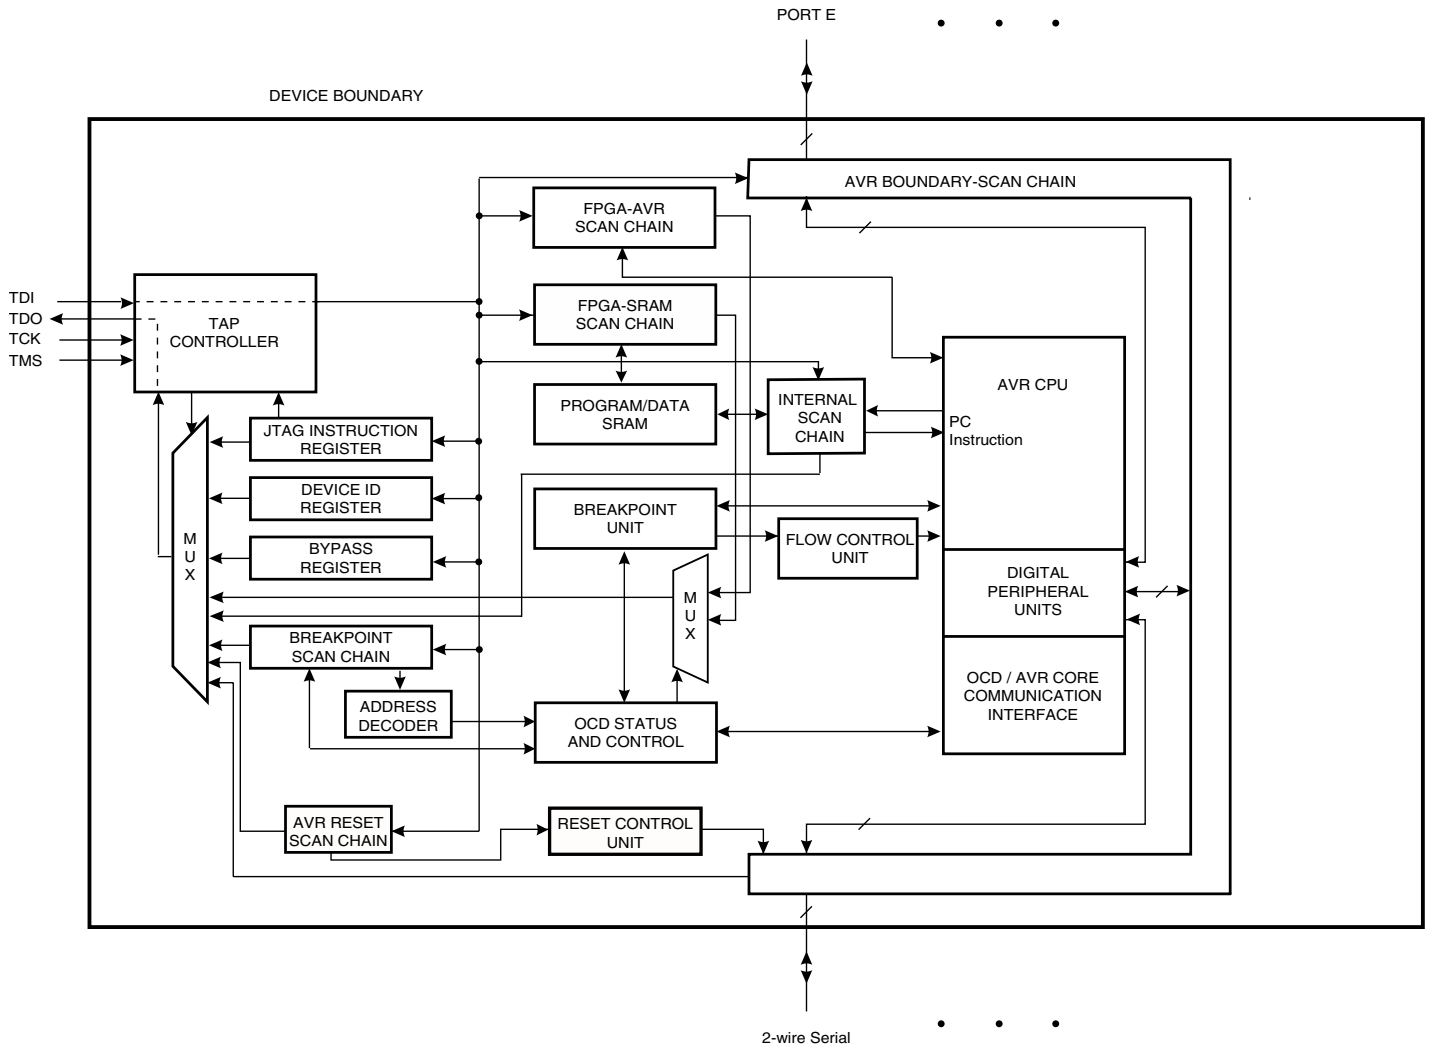 PORT E
DEVICE BOUNDARY
AVR BOUNDARY-SCAN CHAIN
FPGA-AVR
SCAN CHAIN
TDI
TDO
TCK
TMS
TAP
CONTROLLER
FPGA-SRAM
SCAN CHAIN
PROGRAM/DATA
SRAM
INTERNAL
SCAN
CHAIN
AVR CPU
PC
Instruction
JTAG INSTRUCTION
REGISTER
DEVICE ID
REGISTER
BYPASS
REGISTER
M
U
X
BREAKPOINT
UNIT
FLOW CONTROL
UNIT
DIGITAL
PERIPHERAL
UNITS
M
U
X
BREAKPOINT
SCAN CHAIN
ADDRESS
DECODER
OCD STATUS
AND CONTROL
OCD / AVR CORE
COMMUNICATION
INTERFACE
AVR RESET
SCAN CHAIN
RESET CONTROL
UNIT
2-wire Serial